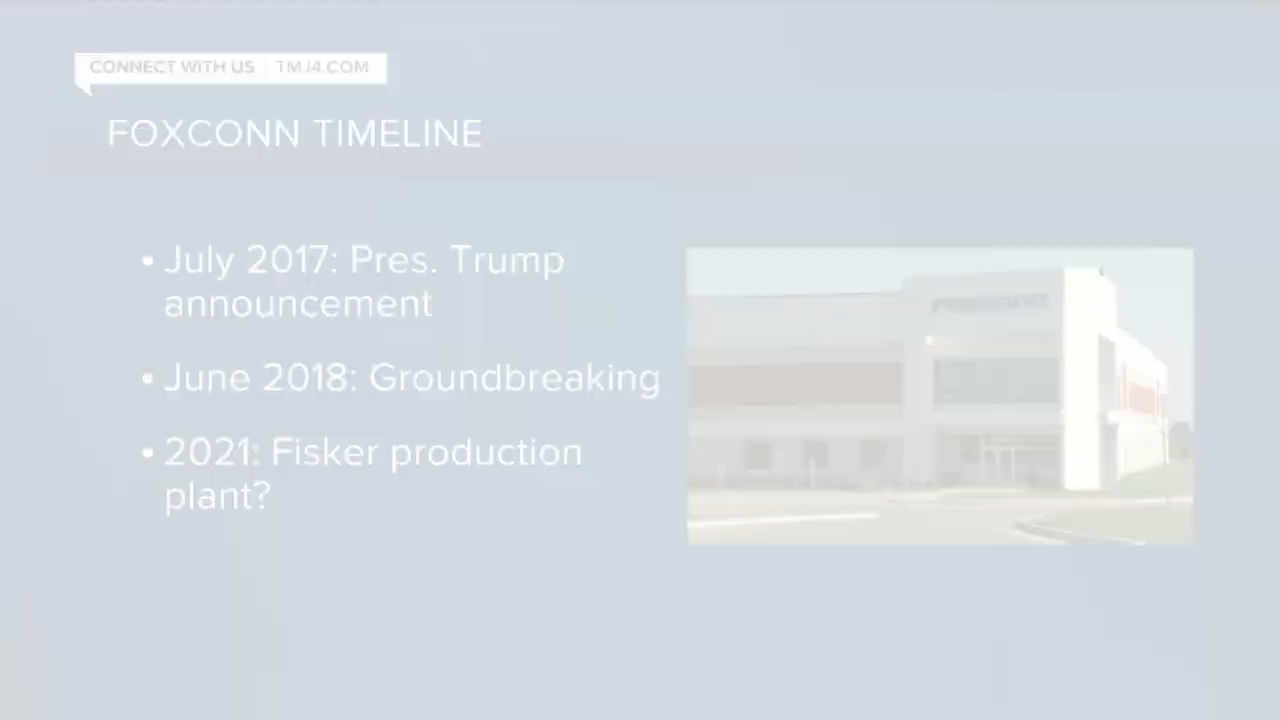 CONNECT WITH US TMJ4.COM
FOXCONN TIMELINE
• July 2017: Pres. Trump
announcement
• June 2018: Groundbreaking
• 2021: Fisker production
plant?